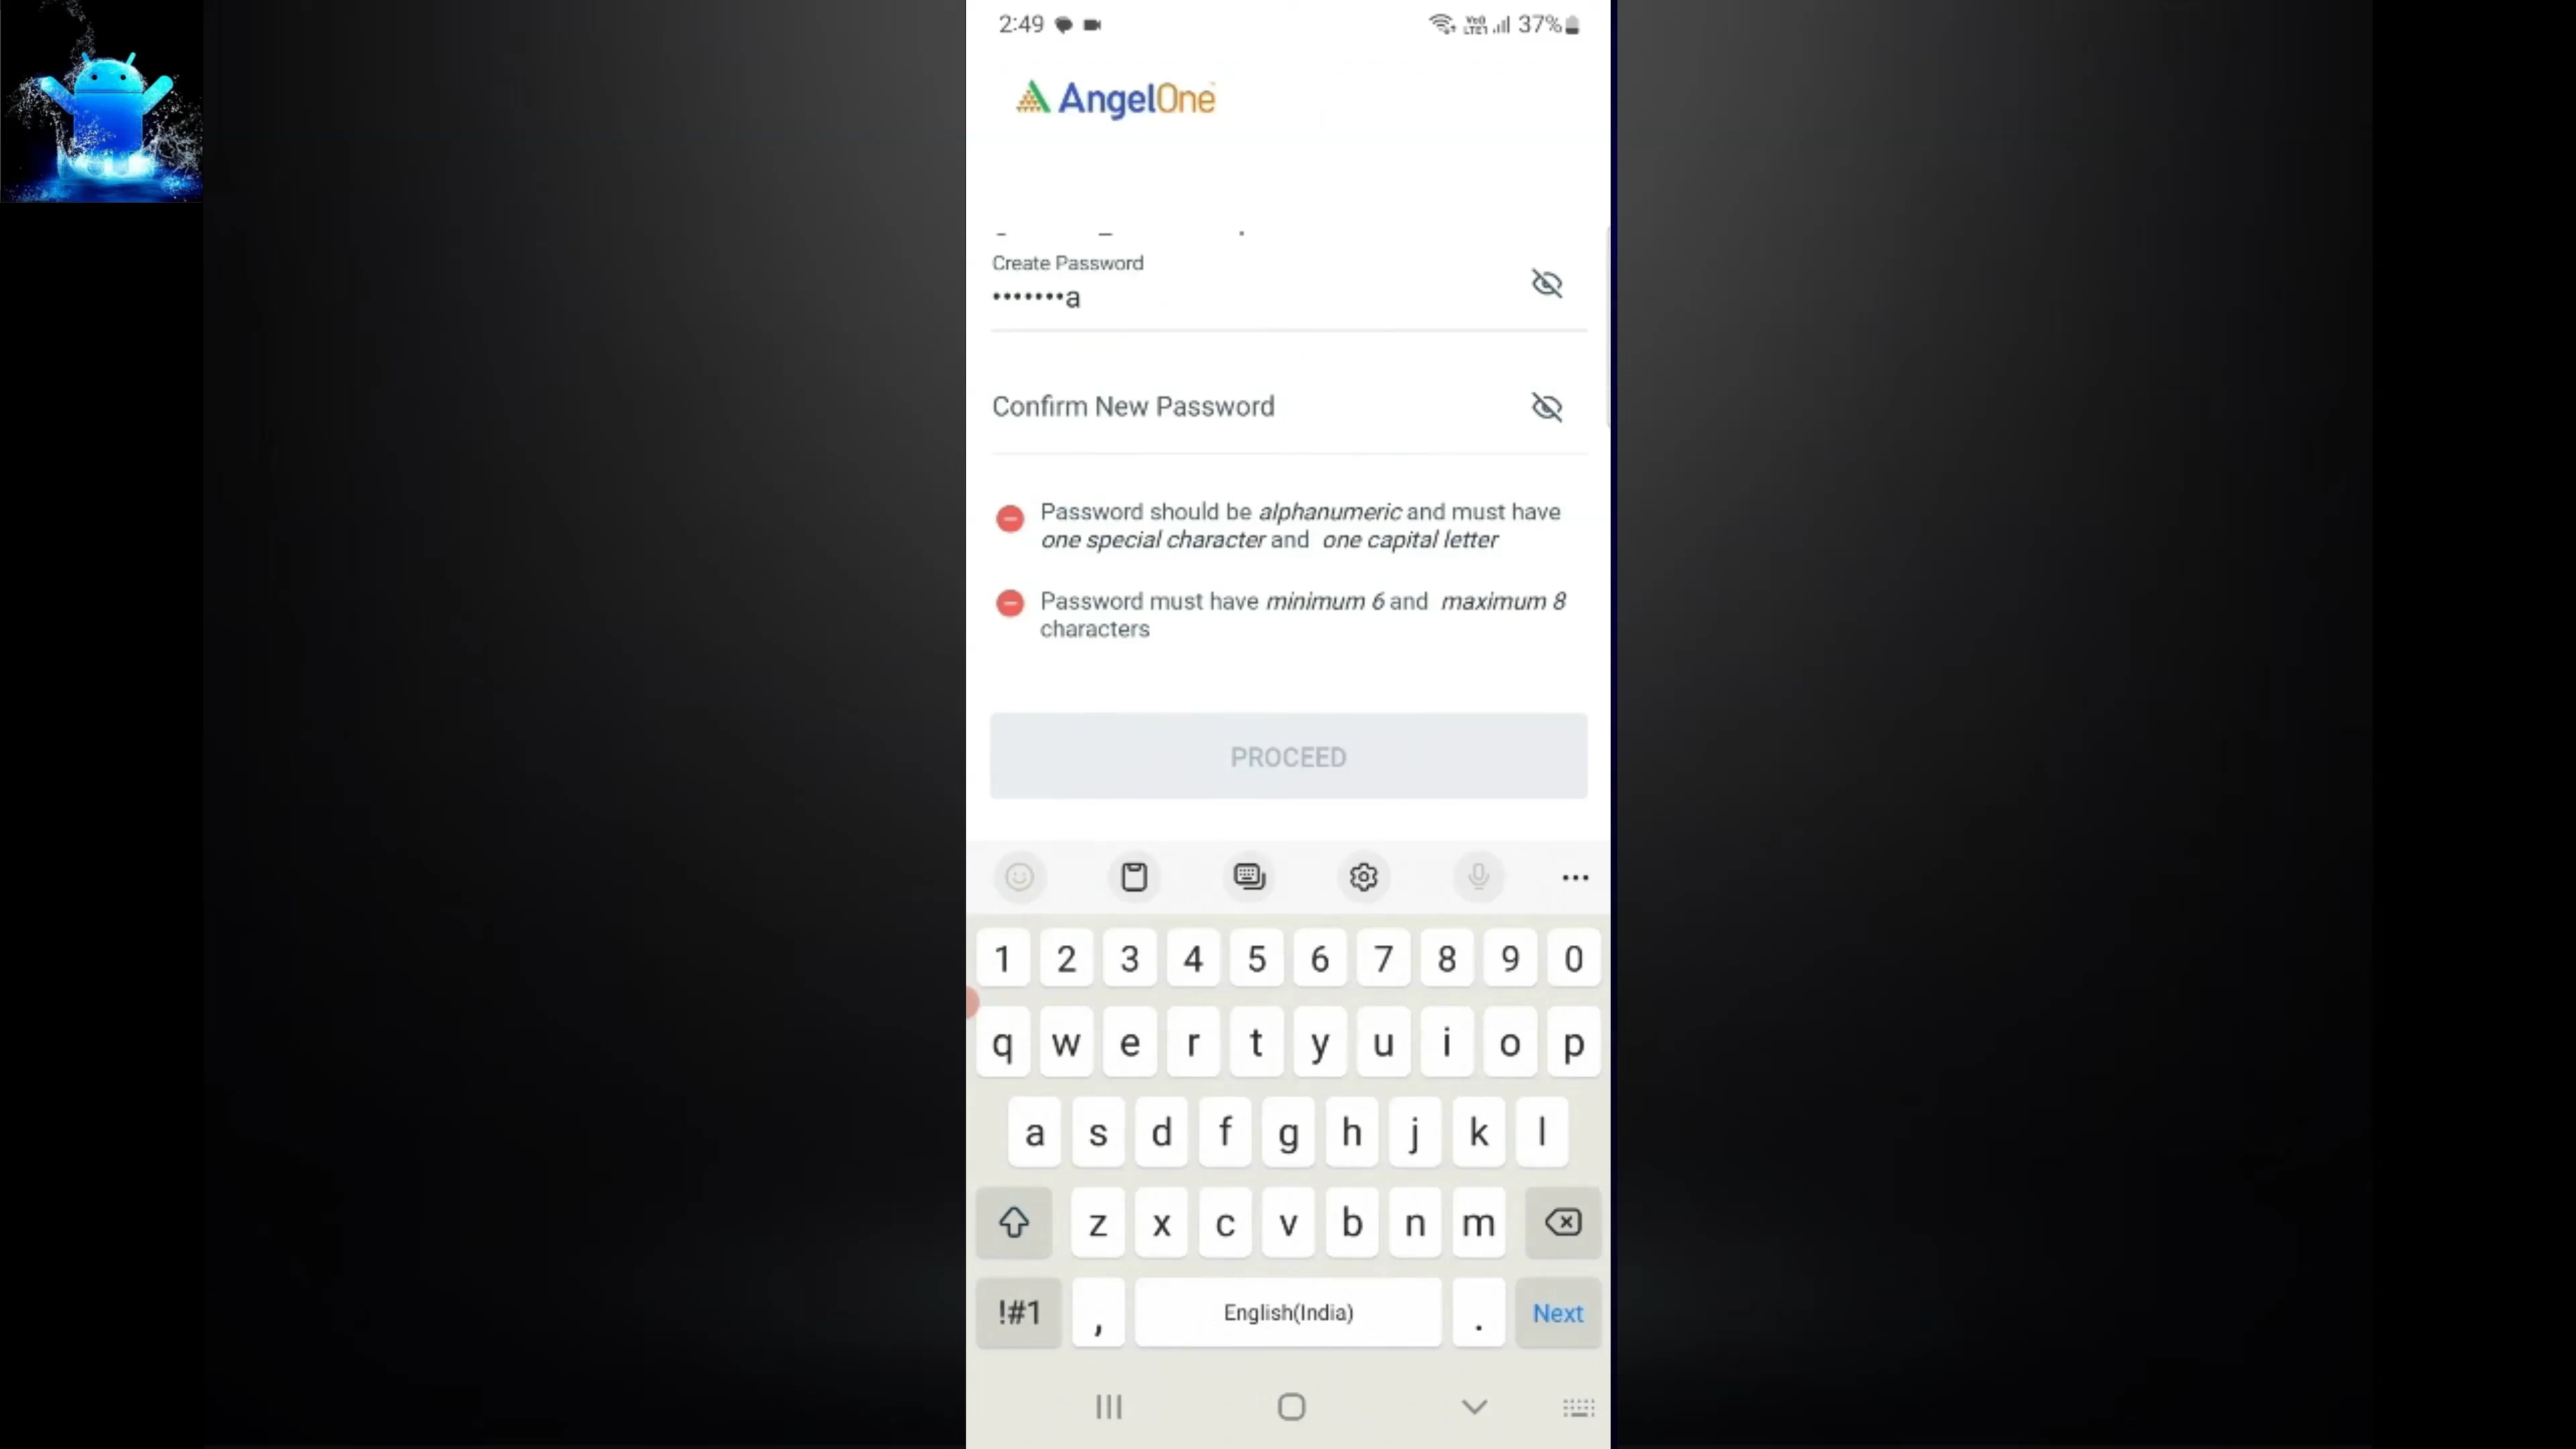 2:49
Vo)) LTE1 37%
AngelOne
Create Password
•••••••a
Confirm New Password
Password should be alphanumeric and must have
one special character and one capital letter
Password must have minimum 6 and maximum 8
characters
PROCEED
1 2 3 4 5 6 7 8 9 0
q w e r t y u i o p
a s d f g h j k l
z x c v b n m
!#1 , English(India) . Next